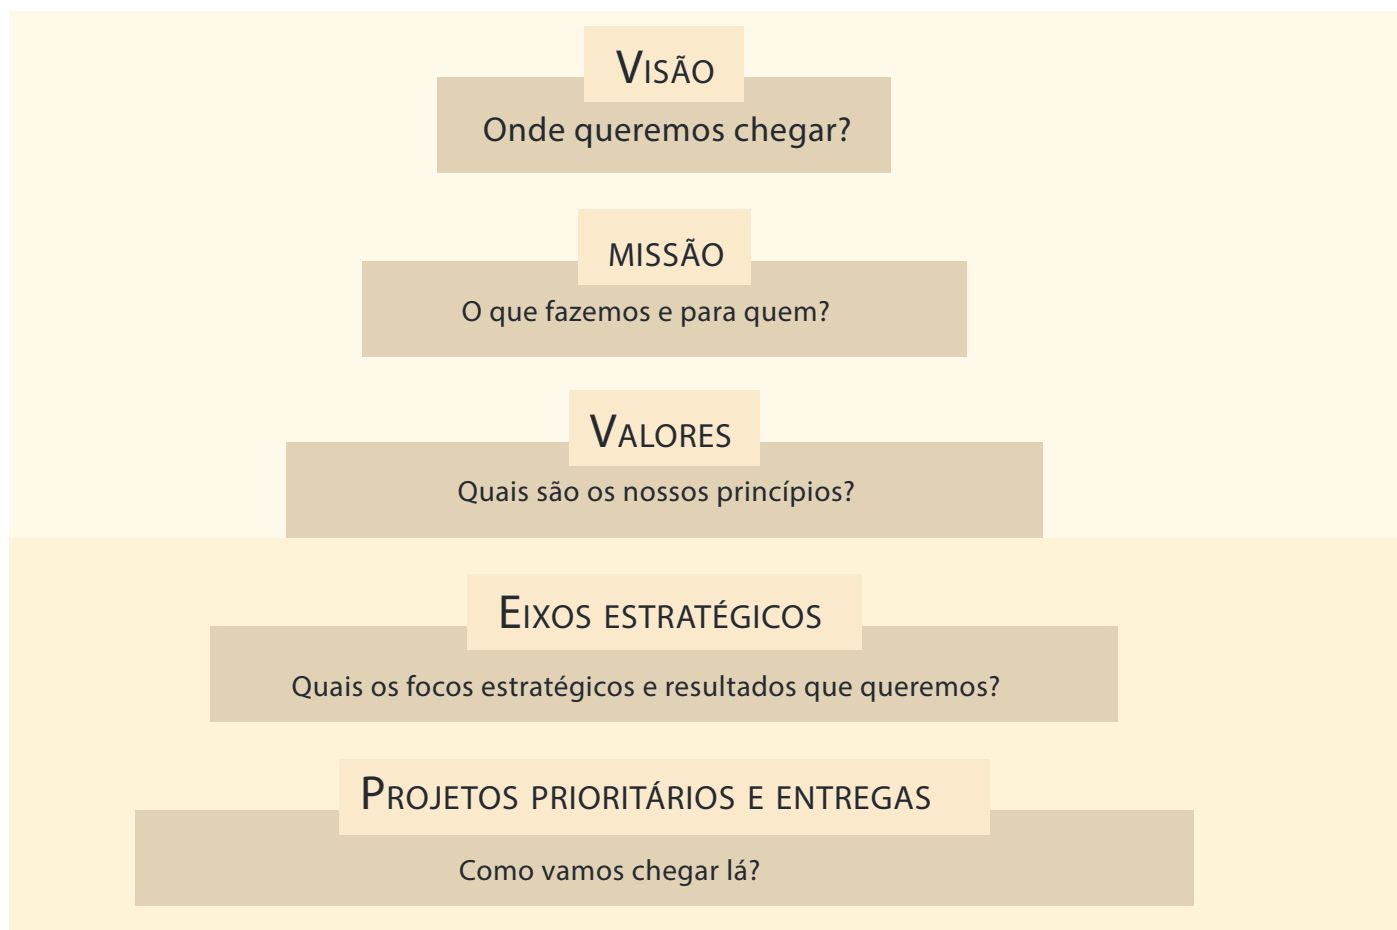 Visão
Onde queremos chegar?
missão
O que fazemos e para quem?
Valores
Quais são os nossos princípios?
Eixos estratégicos
Quais os focos estratégicos e resultados que queremos?
Projetos prioritários e entregas
Como vamos chegar lá?